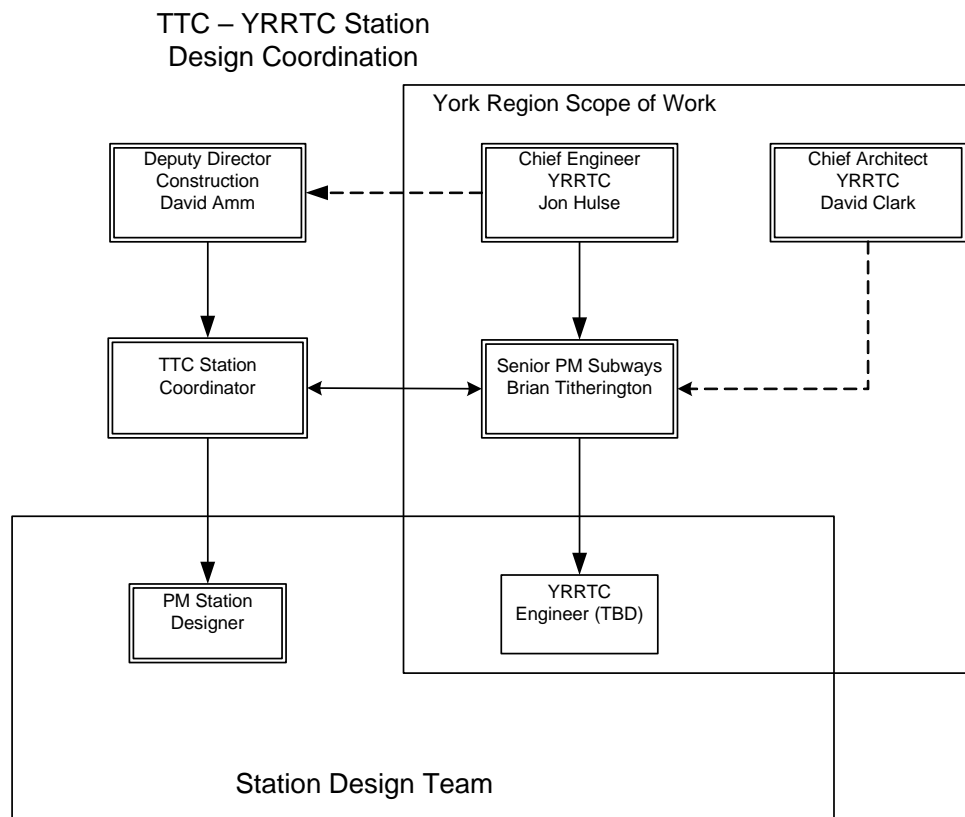 TTC – YRRTC Station
Design Coordination
York Region Scope of Work
Deputy Director
Construction
David Amm
Chief Engineer
YRRTC
Jon Hulse
Chief Architect
YRRTC
David Clark
TTC Station
Coordinator
Senior PM Subways
Brian Titherington
PM Station
Designer
YRRTC
Engineer (TBD)
Station Design Team